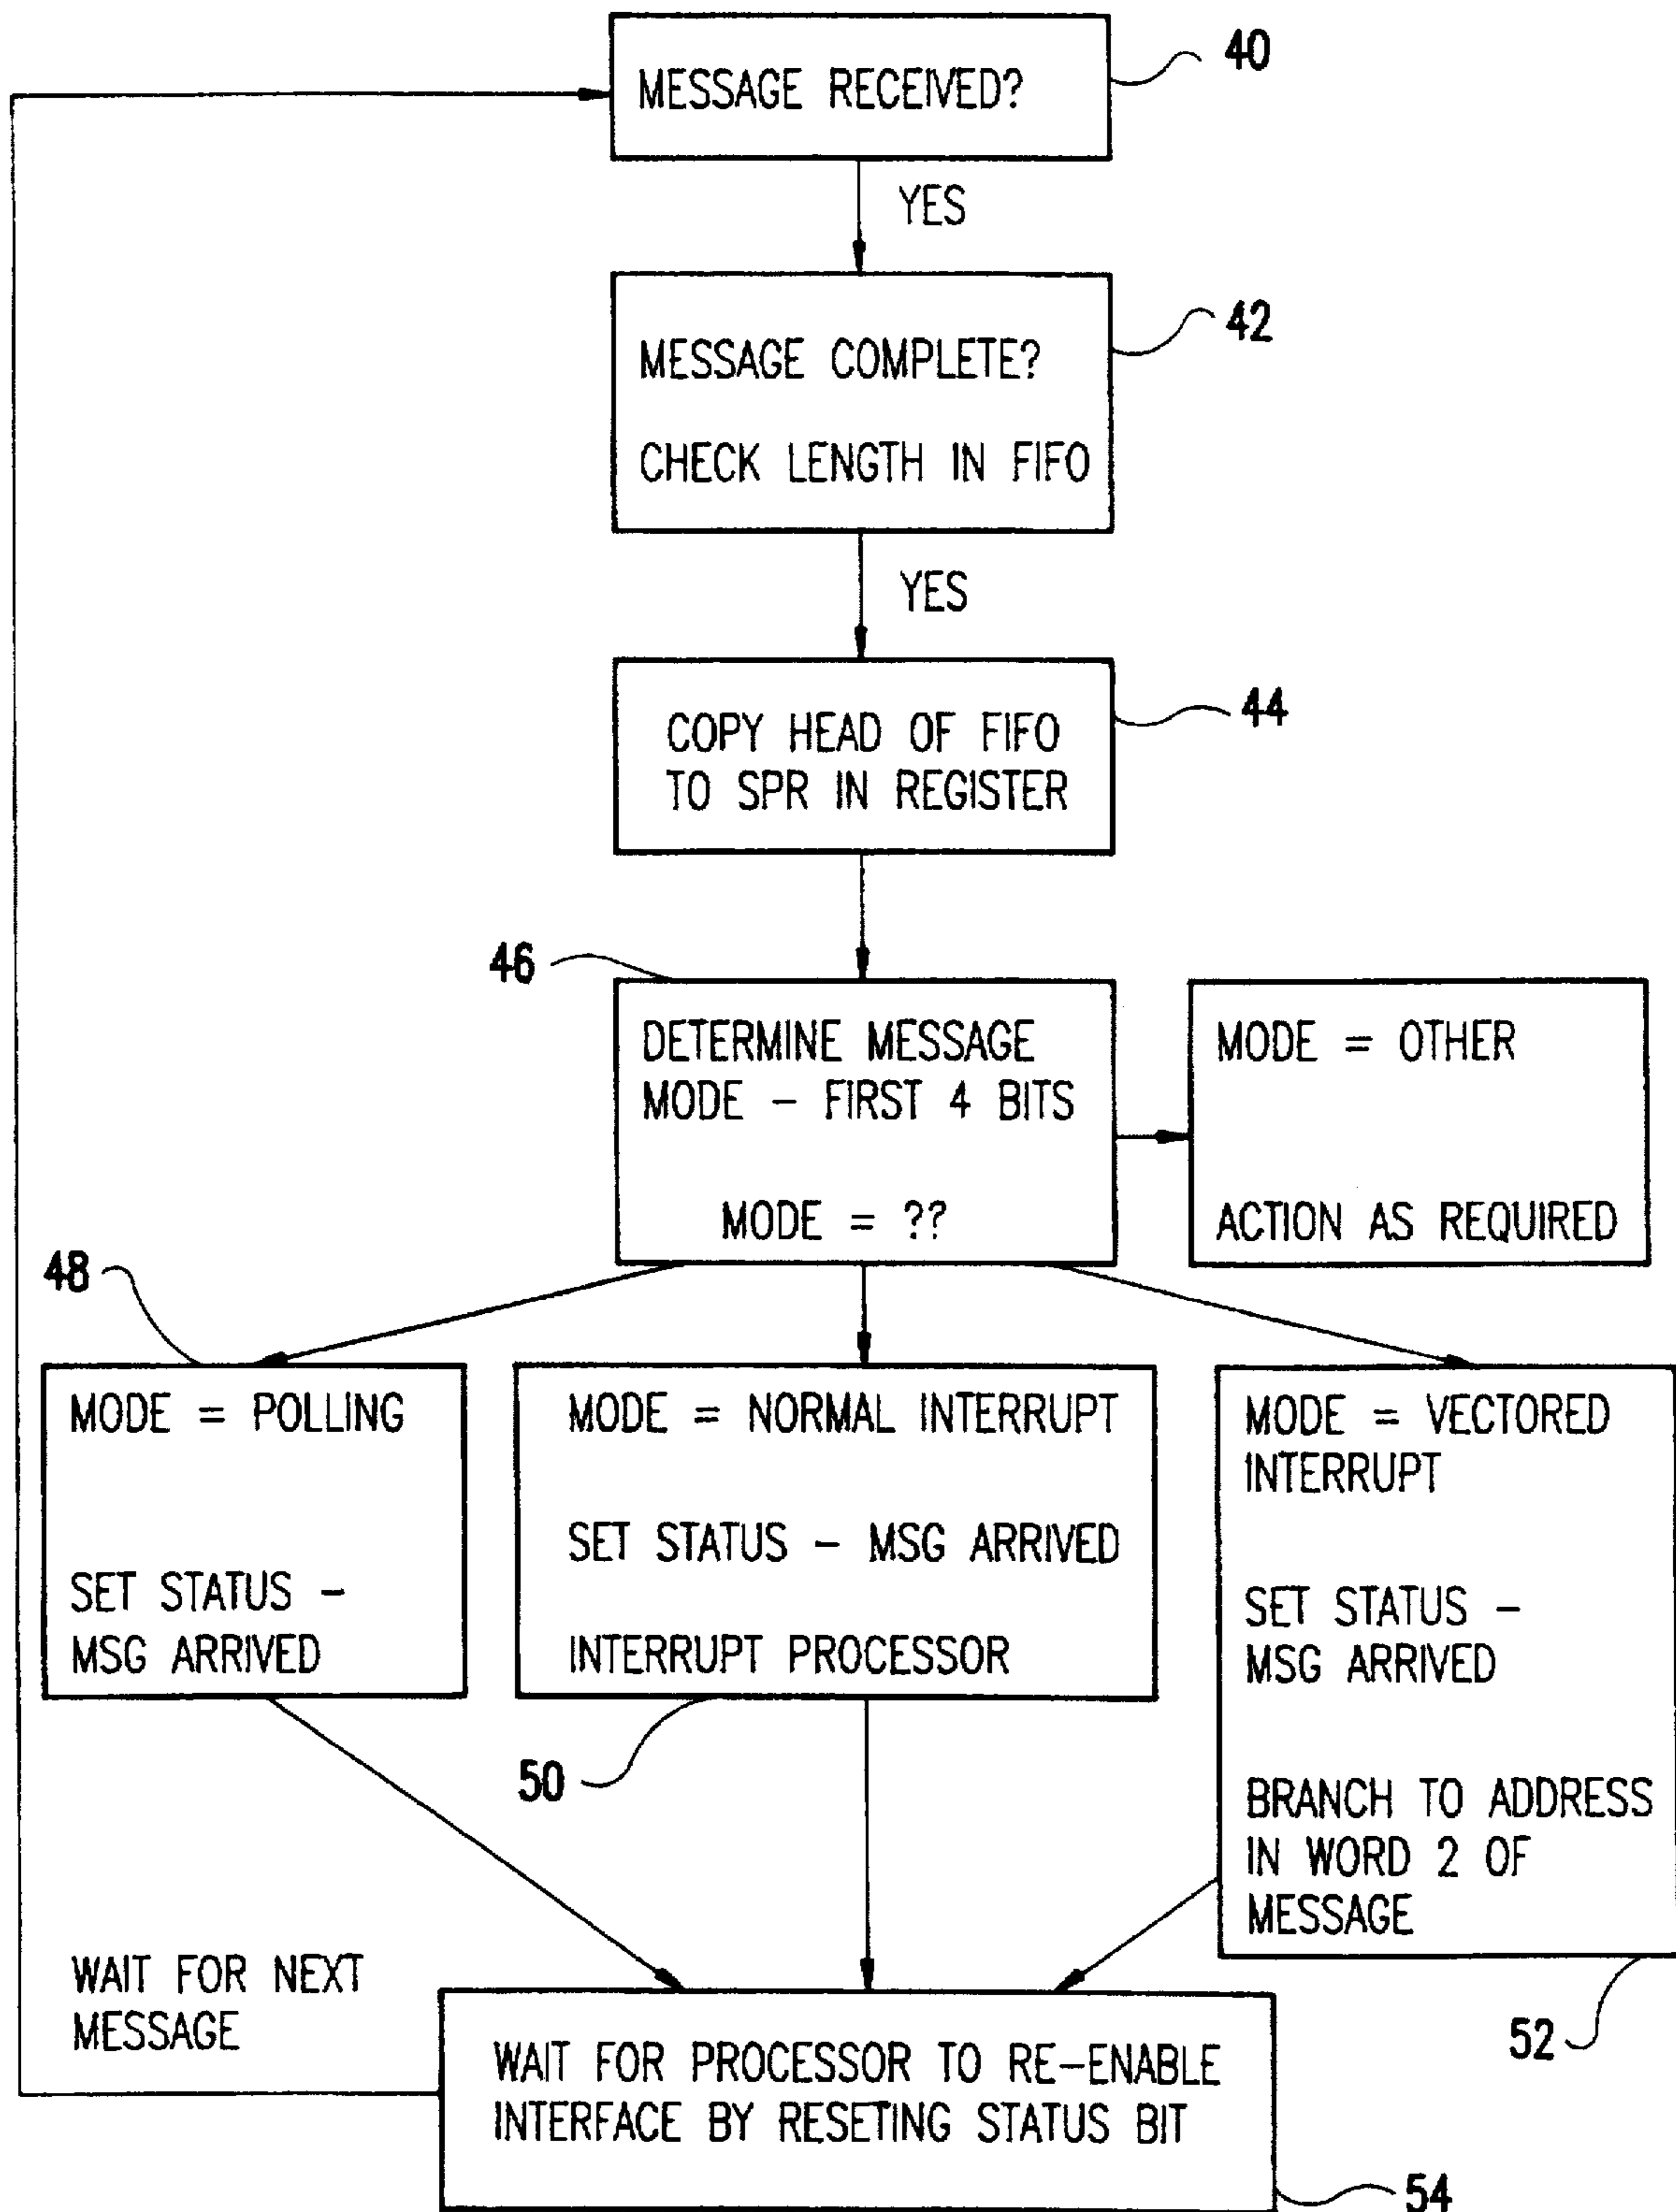 40
MESSAGE RECEIVED?
YES
42
MESSAGE COMPLETE?
CHECK LENGTH IN FIFO
YES
44
COPY HEAD OF FIFO
TO SPR IN REGISTER
46
DETERMINE MESSAGE
MODE - FIRST 4 BITS
MODE = ??
MODE = OTHER
ACTION AS REQUIRED
48
MODE = POLLING
SET STATUS -
MSG ARRIVED
MODE = NORMAL INTERRUPT
SET STATUS - MSG ARRIVED
INTERRUPT PROCESSOR
50
MODE = VECTORED
INTERRUPT
SET STATUS -
MSG ARRIVED
BRANCH TO ADDRESS
IN WORD 2 OF
MESSAGE
52
WAIT FOR NEXT
MESSAGE
WAIT FOR PROCESSOR TO RE-ENABLE
INTERFACE BY RESETING STATUS BIT
54